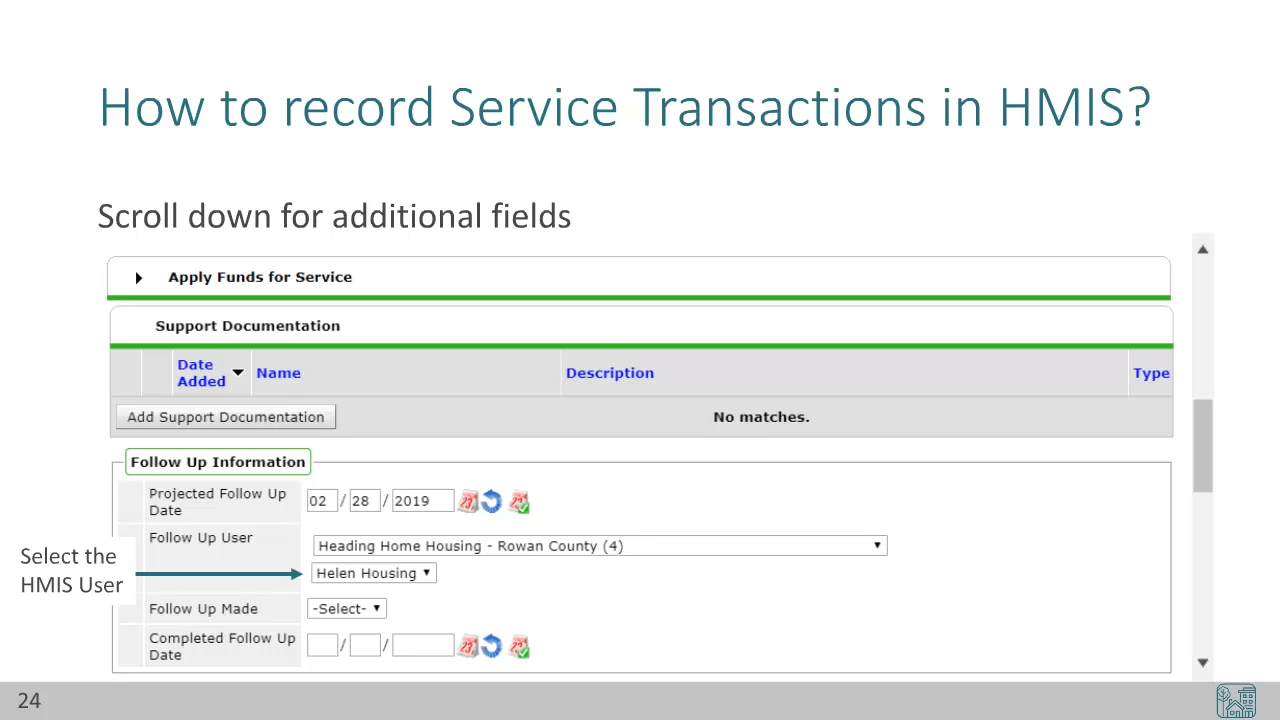 How to record Service Transactions in HMIS?
Scroll down for additional fields
Apply Funds for Service
Support Documentation
Date Added Name Description Type
Add Support Documentation No matches.
Follow Up Information
Projected Follow Up Date 02 / 28 / 2019
Follow Up User Heading Home Housing - Rowan County (4)
Select the HMIS User
Helen Housing
Follow Up Made -Select-
Completed Follow Up Date / /
24